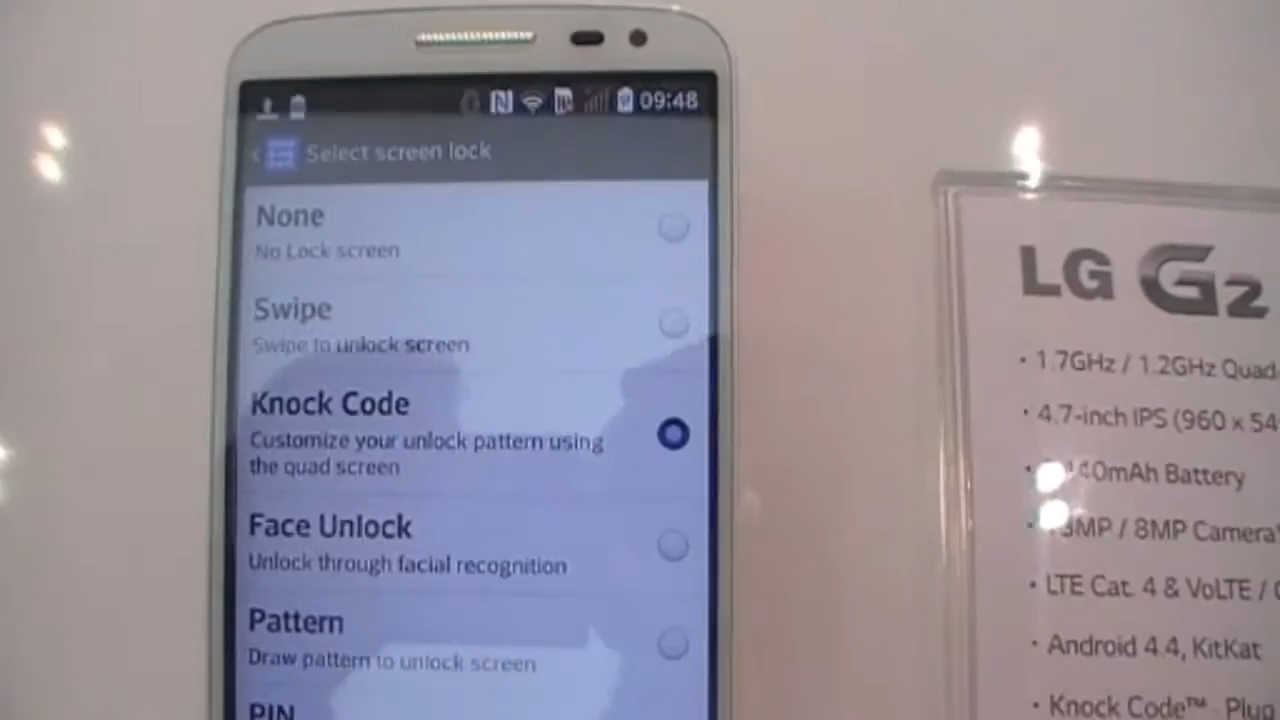 09:48
Select screen lock
None
No Lock screen
Swipe
Swipe to unlock screen
Knock Code
Customize your unlock pattern using
the quad screen
Face Unlock
Unlock through facial recognition
Pattern
Draw pattern to unlock screen
PIN
LG G2
• 1.7GHz / 1.2GHz Quad
• 4.7-inch IPS (960 x 54
40mAh Battery
• 8MP Camera
• LTE Cat. 4 & VoLTE /
• Android 4.4, KitKat
• Knock Code™ - Plug